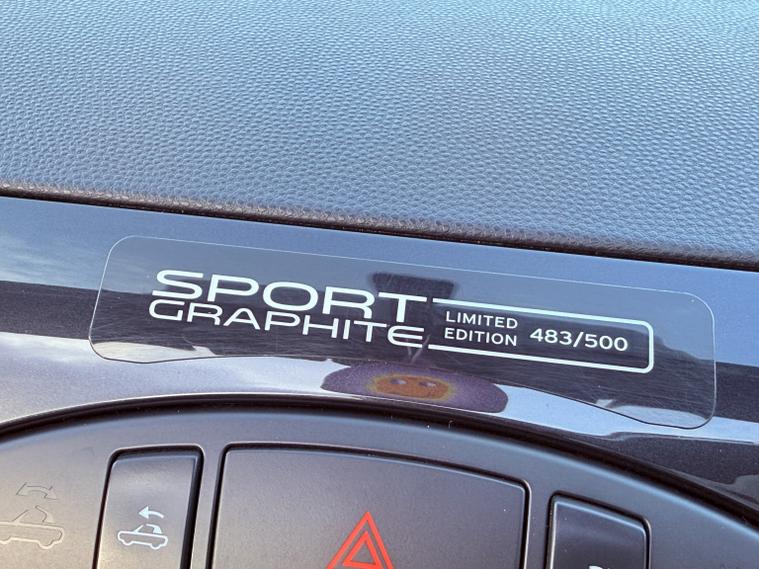 SPORT
GRAPHITE
LIMITED
EDITION 483/500